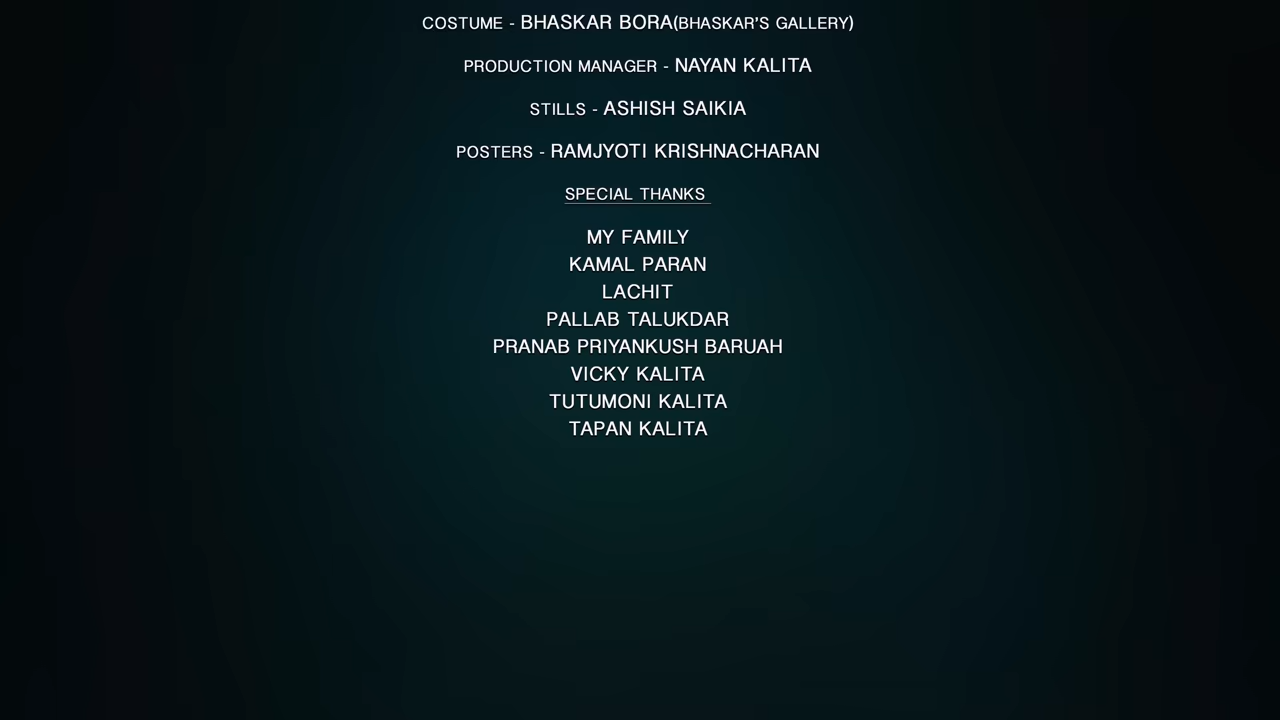 COSTUME - BHASKAR BORA(BHASKAR'S GALLERY)
PRODUCTION MANAGER - NAYAN KALITA
STILLS - ASHISH SAIKIA
POSTERS - RAMJYOTI KRISHNACHARAN
SPECIAL THANKS
MY FAMILY
KAMAL PARAN
LACHIT
PALLAB TALUKDAR
PRANAB PRIYANKUSH BARUAH
VICKY KALITA
TUTUMONI KALITA
TAPAN KALITA